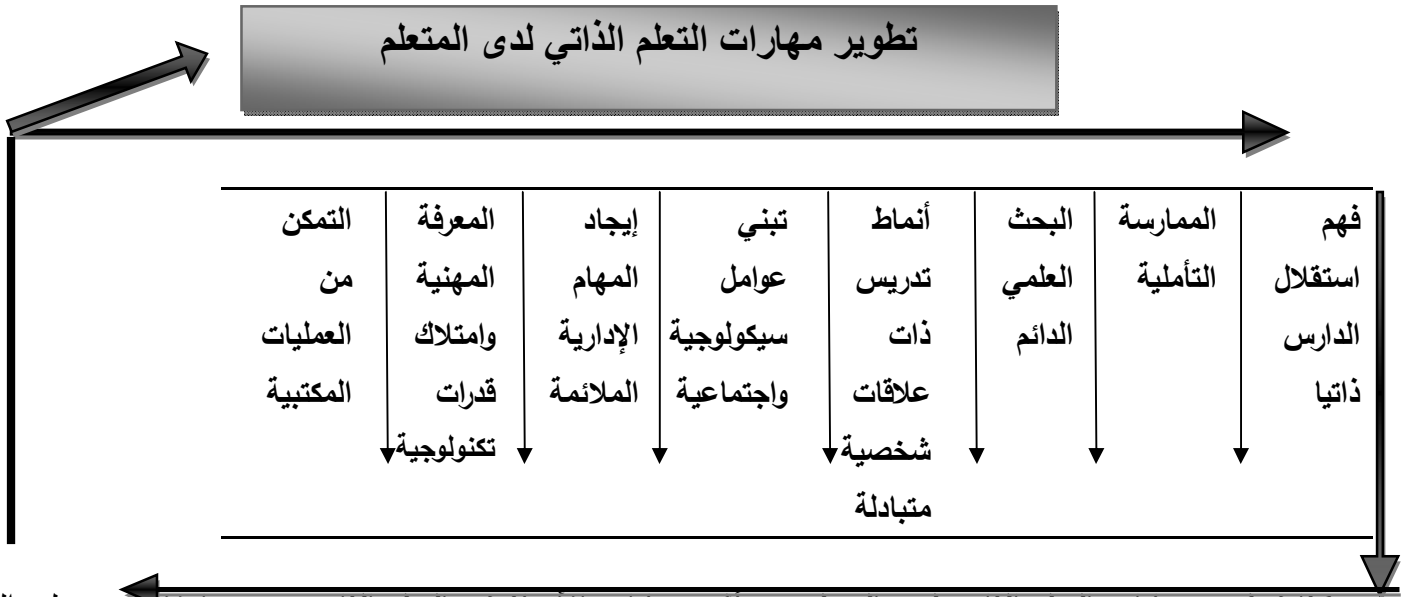 تطوير مهارات التعلم الذاتي لدى المتعلم
فهم
استقلال
الدارس
ذاتيا
الممارسة
التأملية
البحث
العلمي
الدائم
أنماط
تدريس
ذات
علاقات
شخصية
متبادلة
تبني
عوامل
سيكولوجية
واجتماعية
إيجاد
المهام
الإدارية
الملائمة
المعرفة
المهنية
وامتلاك
قدرات
تكنولوجية
التمكن
من
العمليات
المكتبية